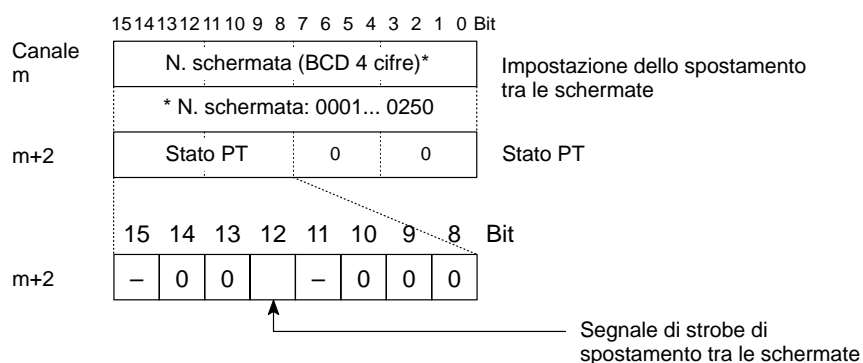 15 14 13 12 11 10 9 8 7 6 5 4 3 2 1 0 Bit
Canale
m
N. schermata (BCD 4 cifre)*
Impostazione dello spostamento
tra le schermate
* N. schermata: 0001... 0250
m+2
Stato PT
0
0
Stato PT
15 14 13 12 11 10 9 8 Bit
m+2
– 0 0 – 0 0 0
Segnale di strobe di
spostamento tra le schermate